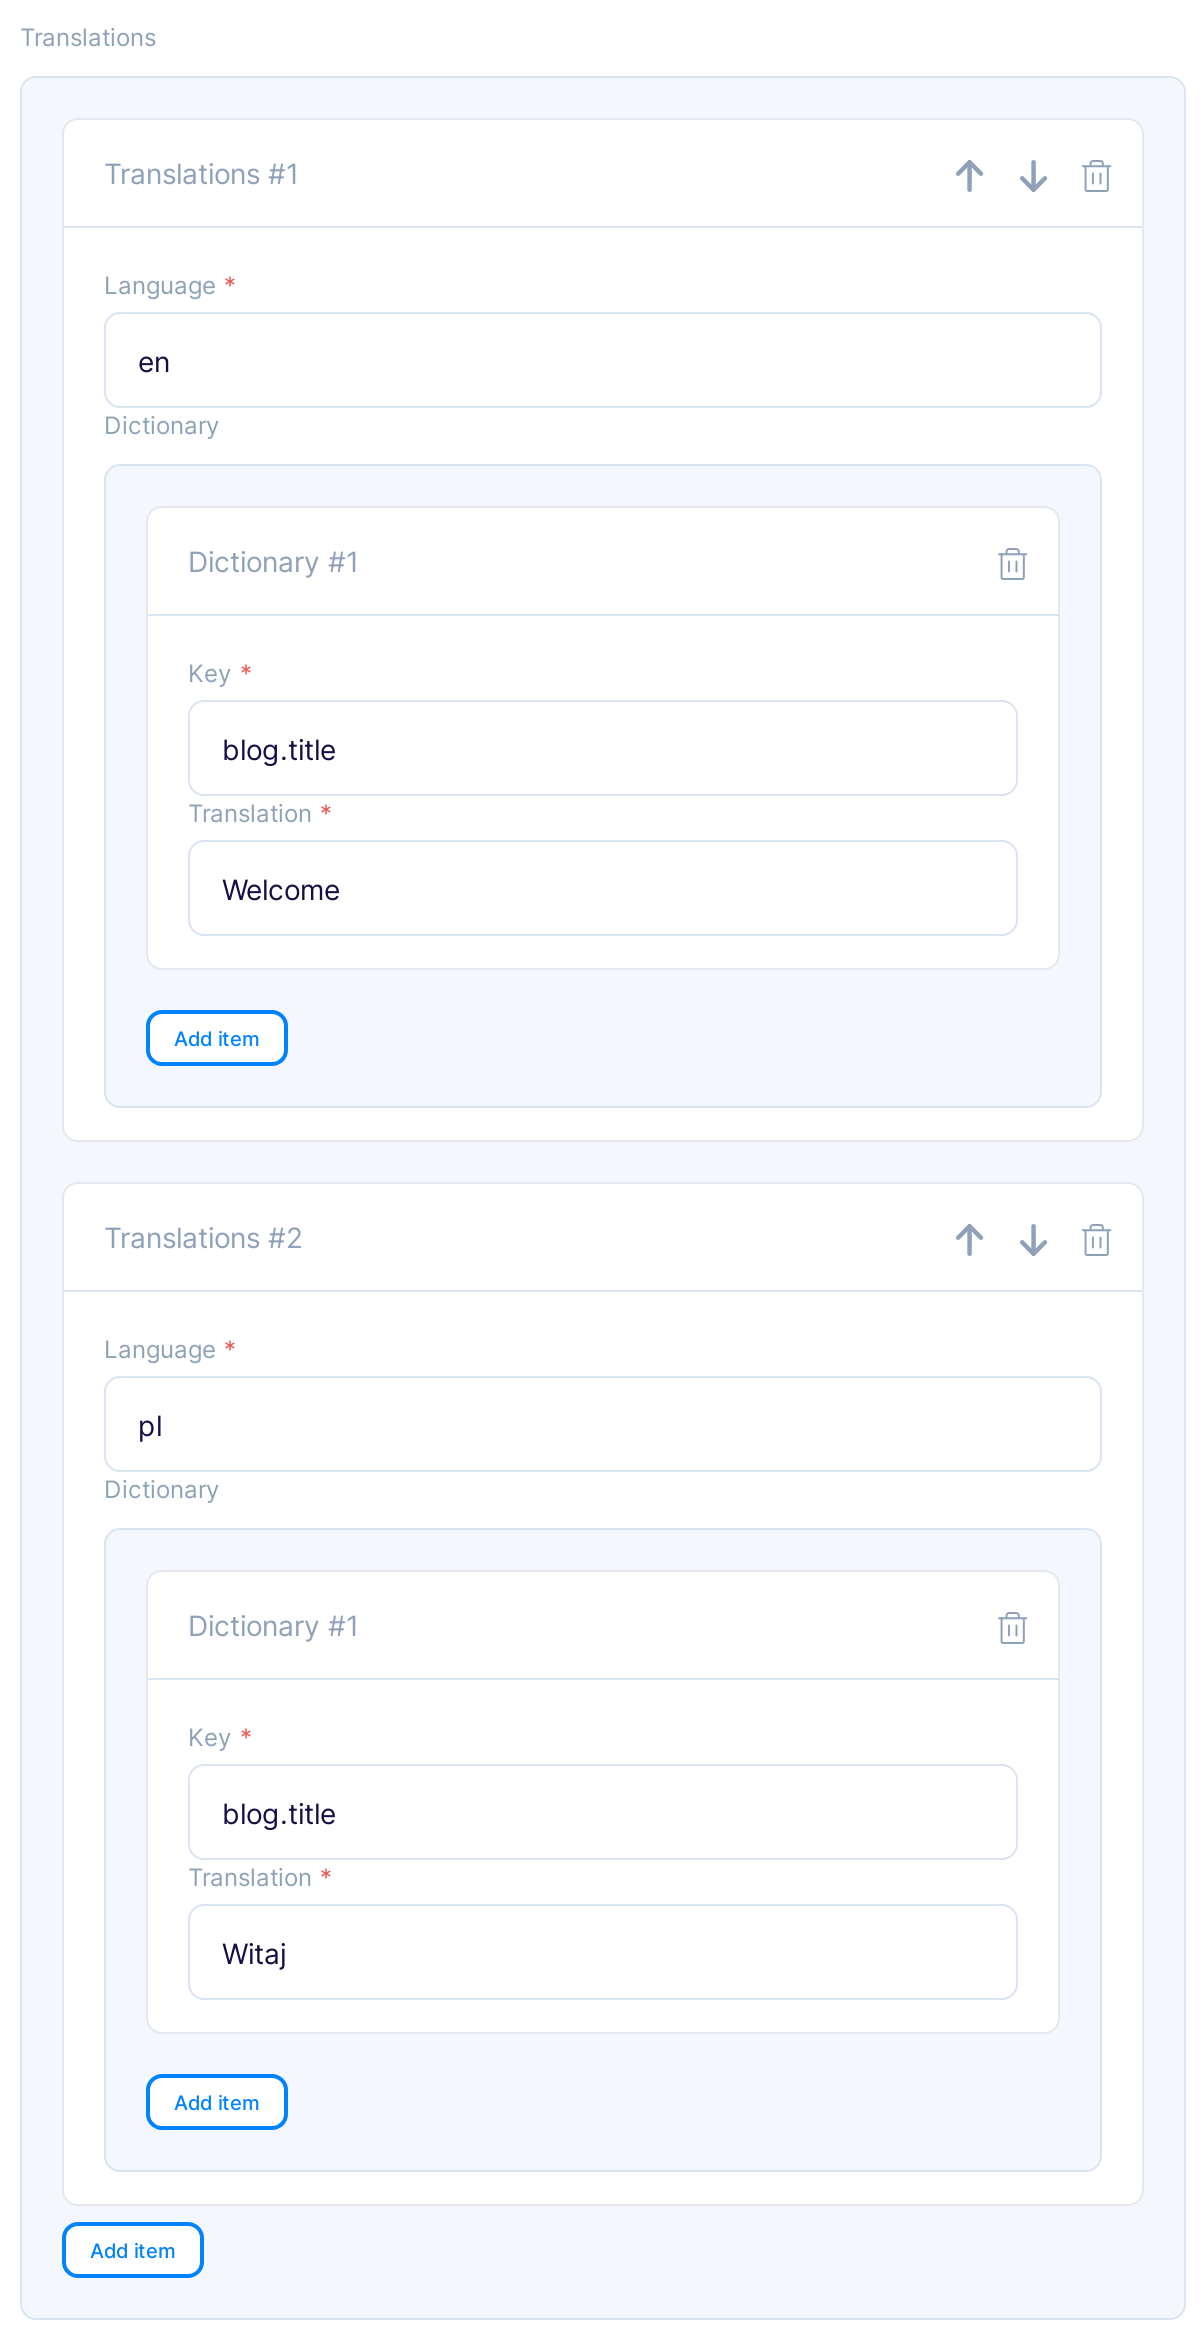 Translations
Translations #1
Language *
en
Dictionary
Dictionary #1
Key *
blog.title
Translation *
Welcome
Add item
Translations #2
Language *
pl
Dictionary
Dictionary #1
Key *
blog.title
Translation *
Witaj
Add item
Add item